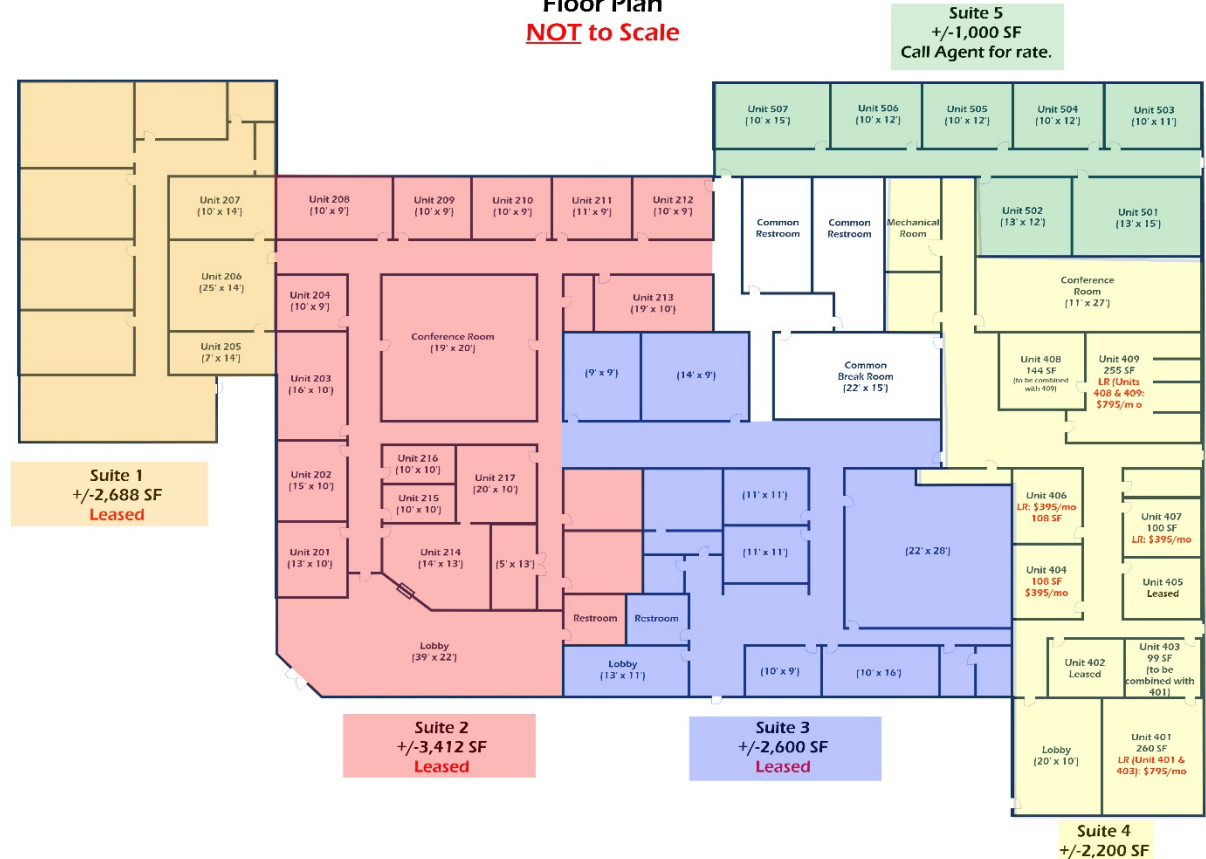 Floor Plan
NOT to Scale
Suite 5
+/-1,000 SF
Call Agent for rate.
Unit 507
(10' x 15')
Unit 506
(10' x 12')
Unit 505
(10' x 12')
Unit 504
(10' x 12')
Unit 503
(10' x 11')
Unit 207
(10' x 14')
Unit 208
(10' x 9')
Unit 209
(10' x 9')
Unit 210
(10' x 9')
Unit 211
(11' x 9')
Unit 212
(10' x 9')
Common
Restroom
Common
Restroom
Mechanical
Room
Unit 502
(13' x 12')
Unit 501
(13' x 15')
Unit 206
(25' x 14')
Unit 204
(10' x 9')
Conference Room
(19' x 20')
Unit 213
(19' x 10')
Conference
Room
(11' x 27')
Unit 205
(7' x 14')
Unit 203
(16' x 10')
(9' x 9')
(14' x 9')
Common
Break Room
(22' x 15')
Unit 408
144 SF
(to be combined
with 409)
Unit 409
255 SF
LR (Units
408 & 409:
$795/m o
Suite 1
+/-2,688 SF
Leased
Unit 202
(15' x 10')
Unit 216
(10' x 10')
Unit 215
(10' x 10')
Unit 217
(20' x 10')
(11' x 11')
(11' x 11')
(22' x 28')
Unit 406
LR: $395/mo
108 SF
Unit 407
100 SF
LR: $395/mo
Unit 201
(13' x 10')
Unit 214
(14' x 13')
(5' x 13')
Unit 404
108 SF
$395/mo
Unit 405
Leased
Restroom
Restroom
Lobby
(39' x 22')
Lobby
(13' x 11')
(10' x 9')
(10' x 16')
Unit 402
Leased
Unit 403
99 SF
(to be
combined with
401)
Suite 2
+/-3,412 SF
Leased
Suite 3
+/-2,600 SF
Leased
Lobby
(20' x 10')
Unit 401
260 SF
LR (Unit 401 &
403): $795/mo
Suite 4
+/-2,200 SF